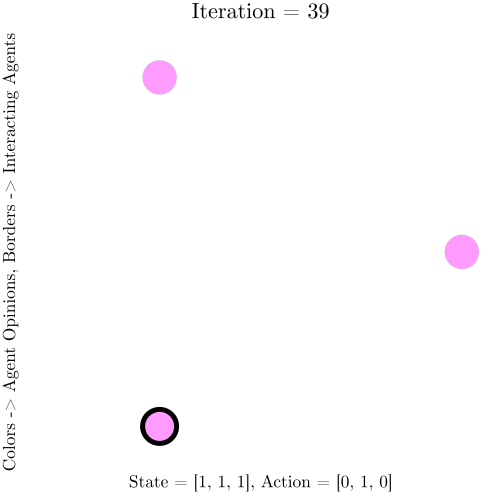 Iteration = 39
Colors -> Agent Opinions, Borders -> Interacting Agents
State = [1, 1, 1], Action = [0, 1, 0]